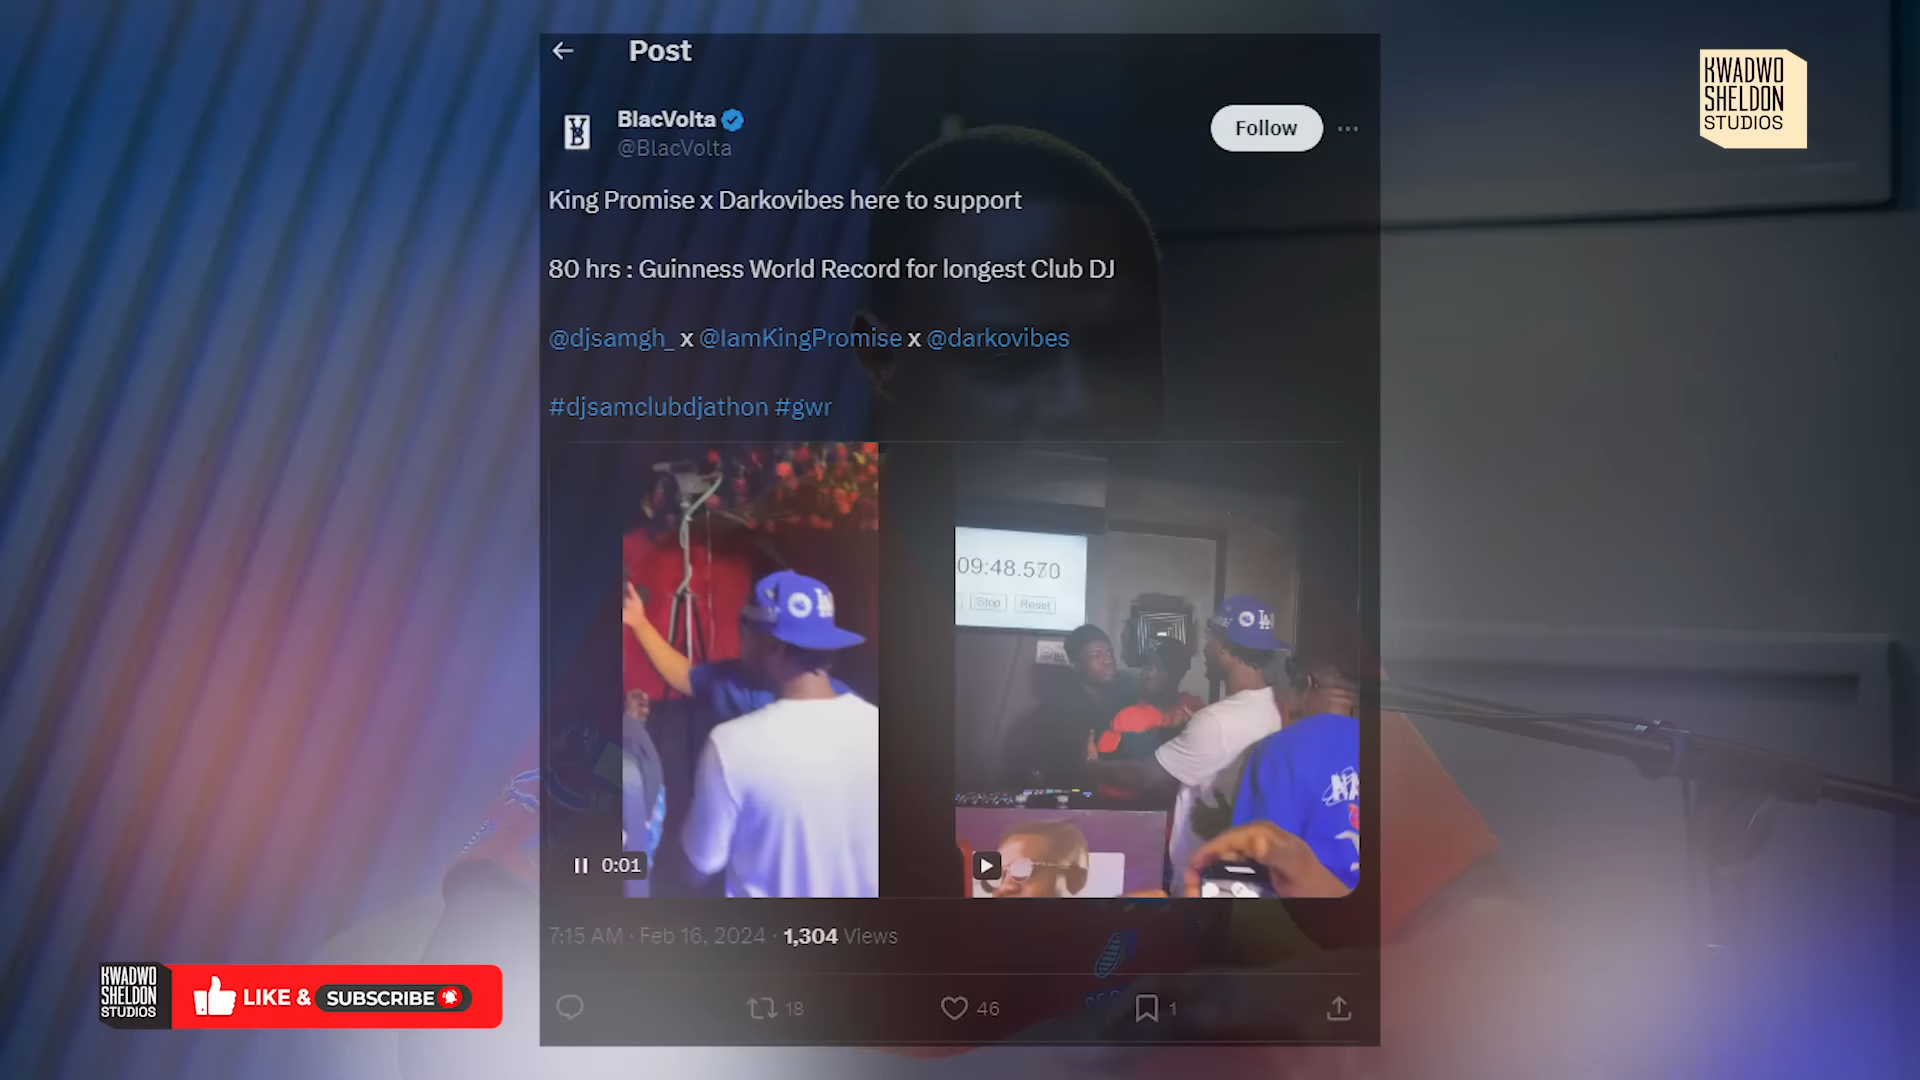 Post
KWADWO
SHELDON
STUDIOS
BlacVolta
@BlacVolta
Follow
King Promise x Darkovibes here to support
80 hrs : Guinness World Record for longest Club DJ
@djsamgh_ x @IamKingPromise x @darkovibes
#djsamclubdjathon #gwr
LA
09:48.570
Stop Reset
LA
0:01
7:15 AM · Feb 16, 2024 · 1,304 Views
KWADWO
SHELDON
STUDIOS
LIKE & SUBSCRIBE
18 46 1